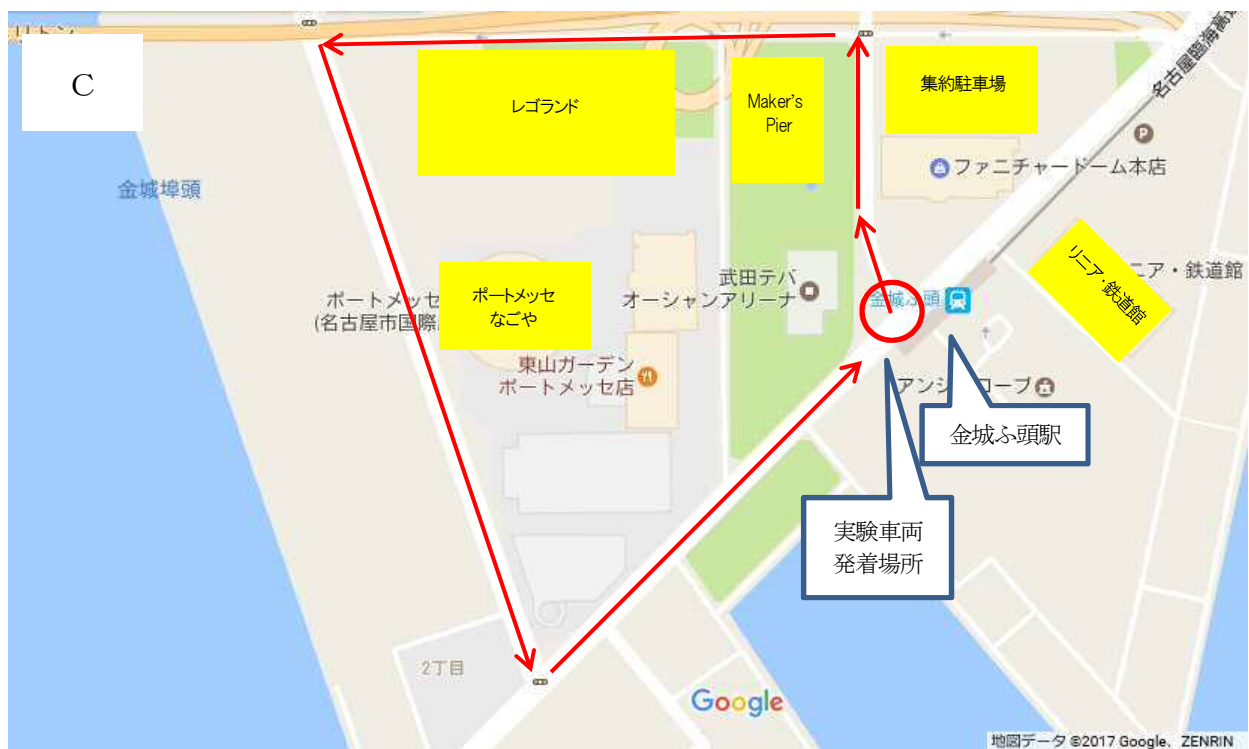 リトン
C
レゴランド
Maker's
Pier
集約駐車場
名古屋臨海高速
P
ファニチャードーム本店
金城埠頭
リニア・鉄道館
ニア・鉄道館
武田テバ
オーシャンアリーナ
金城ふ頭
ポートメッセ
(名古屋市国際
ポートメッセ
なごや
東山ガーデン
ポートメッセ店
アンジ
ローブ
金城ふ頭駅
実験車両
発着場所
2丁目
Google
地図データ ©2017 Google、ZENRIN